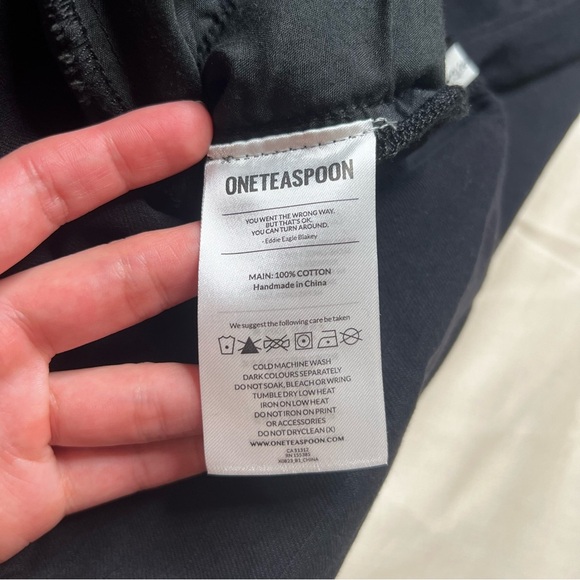 ONETEASPOON
YOU WENT THE WRONG WAY.
BUT THAT'S OK.
YOU CAN TURN AROUND.
- Eddie Eagle Blakey
MAIN: 100% COTTON
Handmade in China
We suggest the following care be taken
COLD MACHINE WASH
DARK COLOURS SEPARATELY
DO NOT SOAK, BLEACH OR WRING
TUMBLE DRY LOW HEAT
IRON ON LOW HEAT
DO NOT IRON ON PRINT
OR ACCESSORIES
DO NOT DRYCLEAN (X)
WWW.ONETEASPOON.COM
CA 51312
CHINA